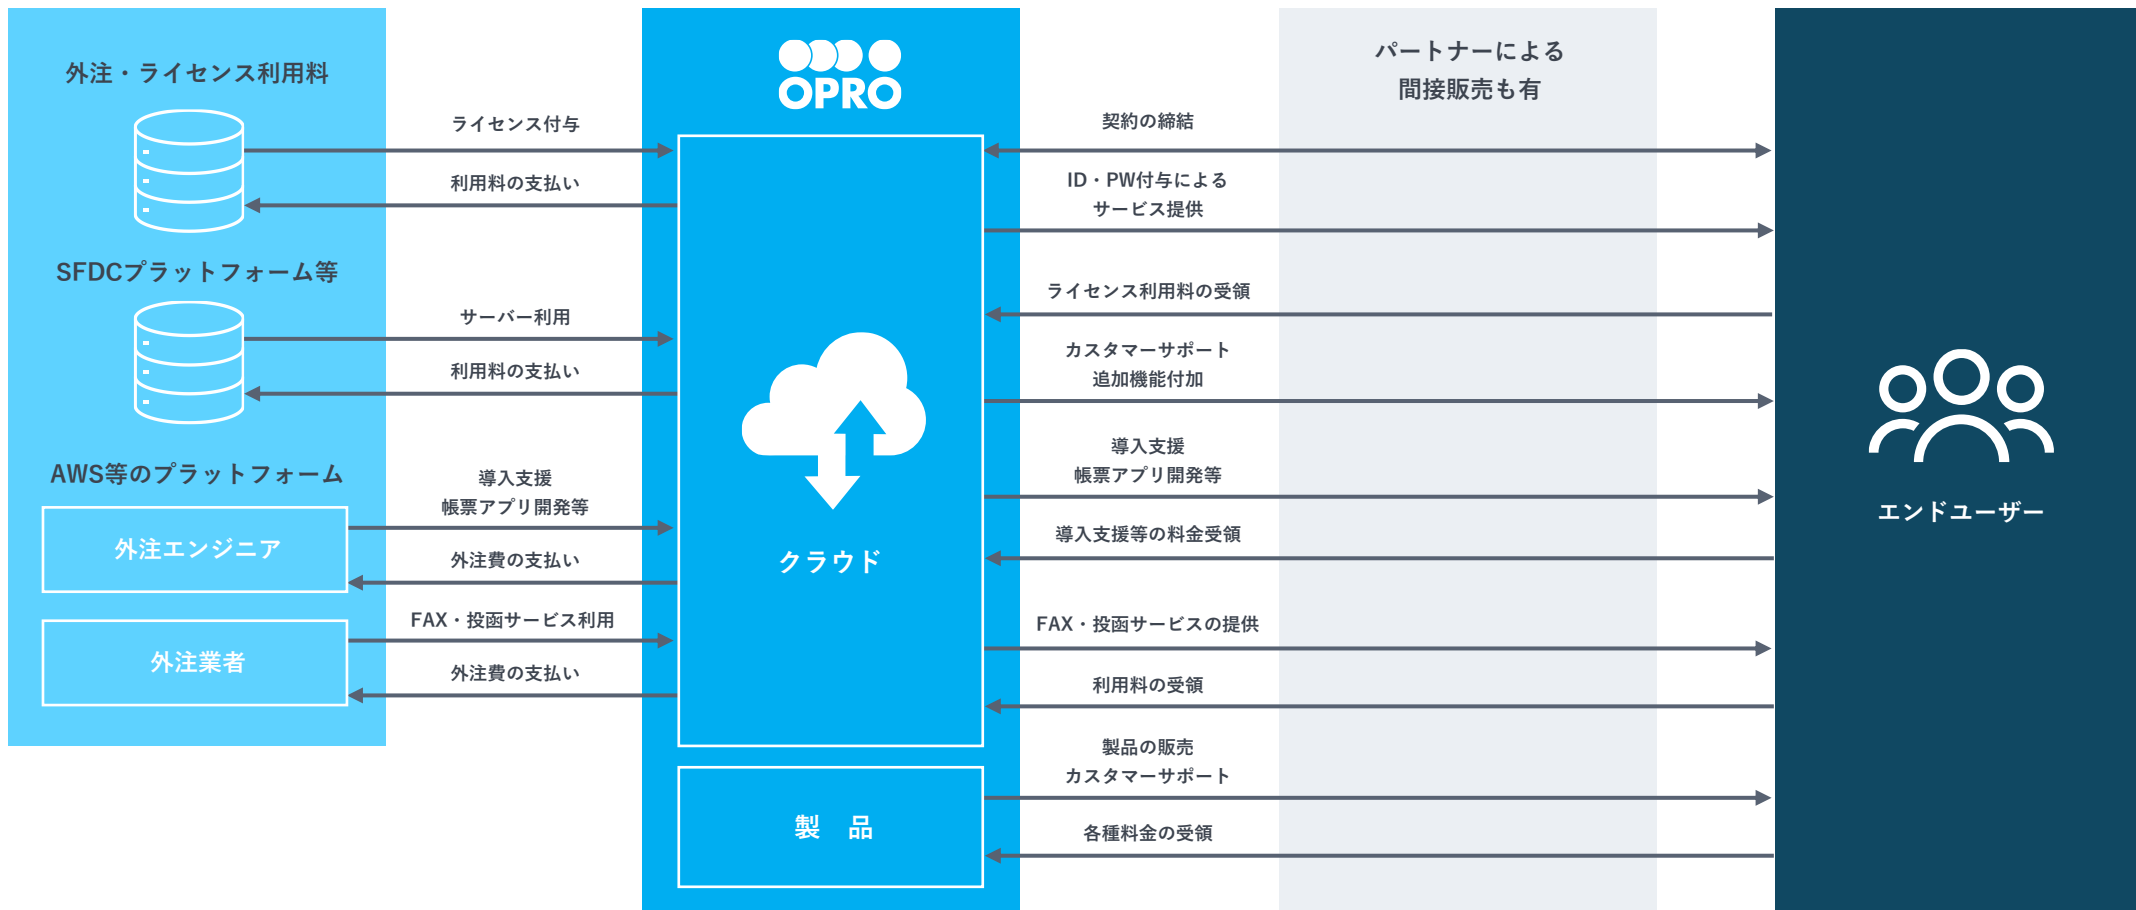 外注・ライセンス利用料
ライセンス付与
利用料の支払い
SFDCプラットフォーム等
サーバー利用
利用料の支払い
AWS等のプラットフォーム
外注エンジニア
導入支援
帳票アプリ開発等
外注費の支払い
外注業者
FAX・投函サービス利用
外注費の支払い
OPRO
クラウド
製　品
契約の締結
ID・PW付与による
サービス提供
ライセンス利用料の受領
カスタマーサポート
追加機能付加
導入支援
帳票アプリ開発等
導入支援等の料金受領
FAX・投函サービスの提供
利用料の受領
製品の販売
カスタマーサポート
各種料金の受領
パートナーによる
間接販売も有
エンドユーザー